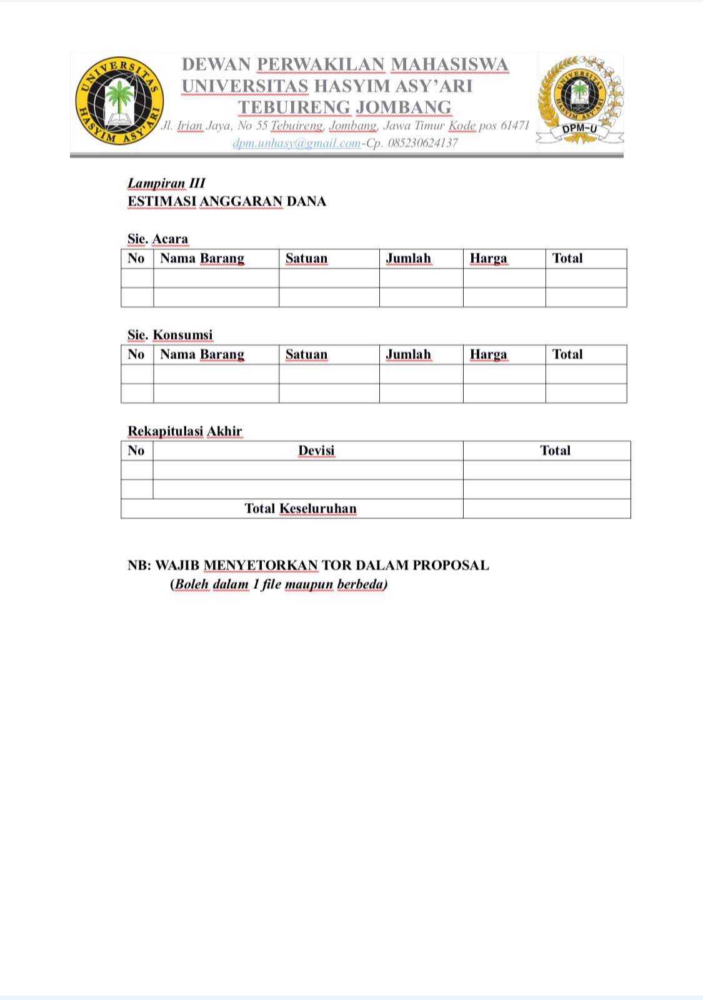 DEWAN PERWAKILAN MAHASISWA
UNIVERSITAS HASYIM ASY’ARI
TEBUIRENG JOMBANG
Jl. Irian Jaya, No 55 Tebuireng, Jombang, Jawa Timur Kode pos 61471
dpm.unhasy@gmail.com-Cp. 085230624137
UNIVERSITAS HASYIM ASY'ARI
UNIVERSITAS HASYIM ASY'ARI
DPM-U
Lampiran III
ESTIMASI ANGGARAN DANA
Sie. Acara
No Nama Barang Satuan Jumlah Harga Total
Sie. Konsumsi
No Nama Barang Satuan Jumlah Harga Total
Rekapitulasi Akhir
No Devisi Total
Total Keseluruhan
NB: WAJIB MENYETORKAN TOR DALAM PROPOSAL
(Boleh dalam 1 file maupun berbeda)